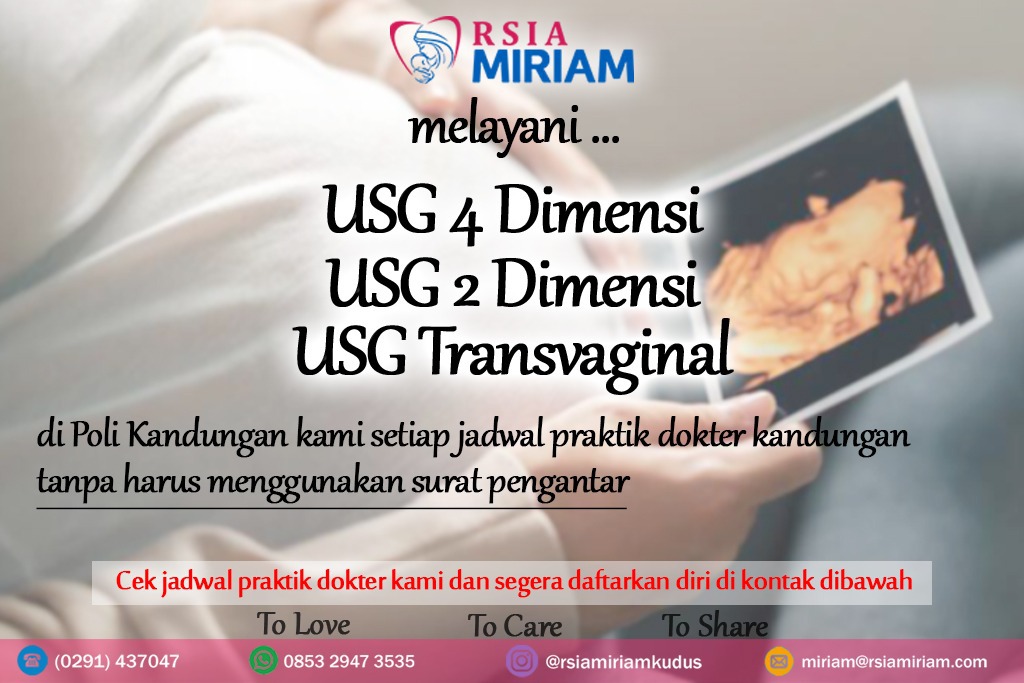 RSIA
MIRIAM
melayani ...
USG 4 Dimensi
USG 2 Dimensi
USG Transvaginal
di Poli Kandungan kami setiap jadwal praktik dokter kandungan
tanpa harus menggunakan surat pengantar
Cek jadwal praktik dokter kami dan segera daftarkan diri di kontak dibawah
To Love To Care To Share
(0291) 437047 0853 2947 3535 @rsiamiriamkudus miriam@rsiamiriam.com